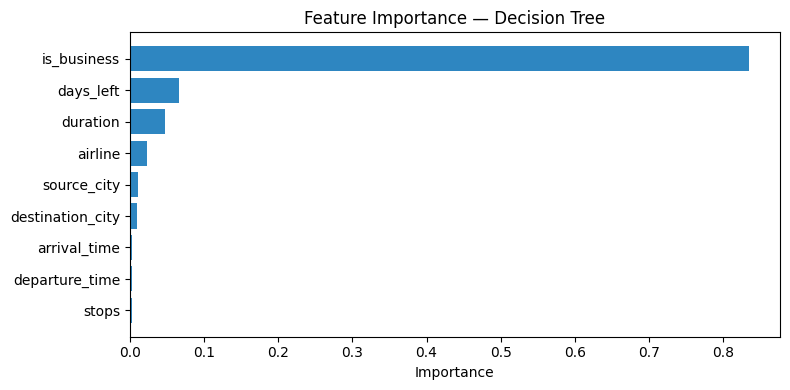 Feature Importance — Decision Tree
is_business
days_left
duration
airline
source_city
destination_city
arrival_time
departure_time
stops
0.0 0.1 0.2 0.3 0.4 0.5 0.6 0.7 0.8
Importance